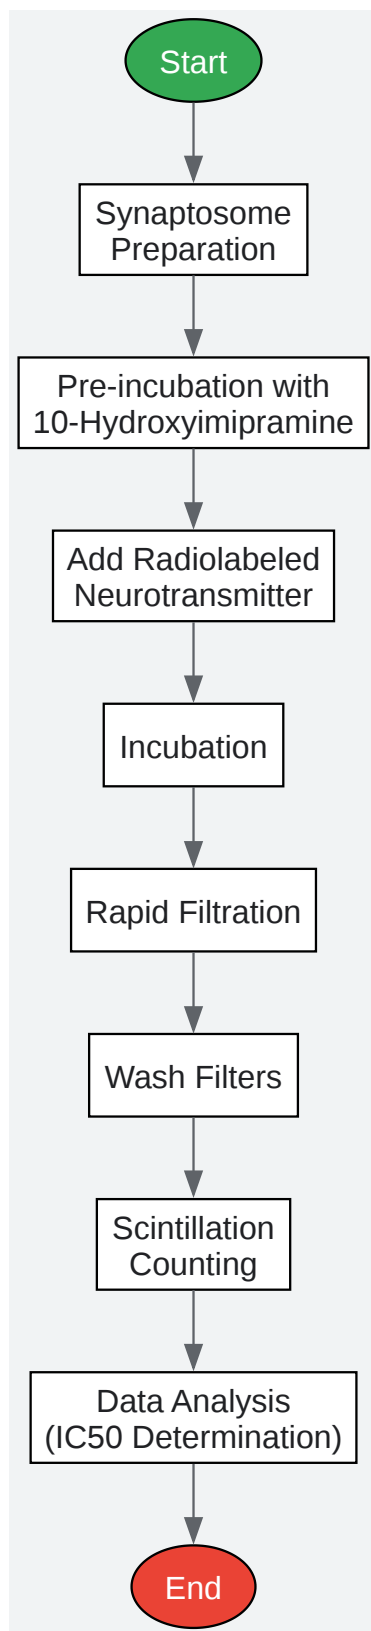 Start
Synaptosome
Preparation
Pre-incubation with
10-Hydroxyimipramine
Add Radiolabeled
Neurotransmitter
Incubation
Rapid Filtration
Wash Filters
Scintillation
Counting
Data Analysis
(IC50 Determination)
End